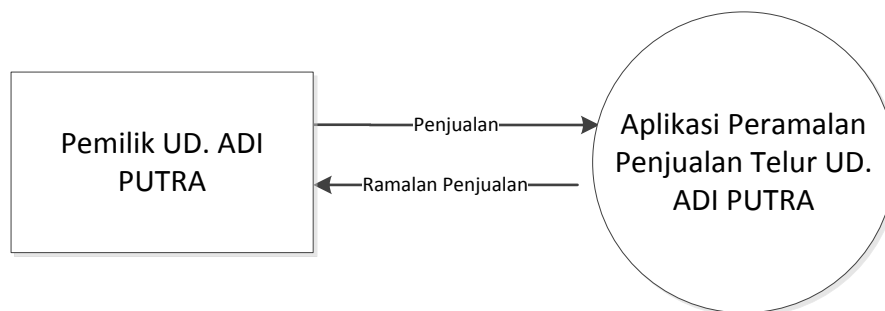 Pemilik UD. ADI
PUTRA
Penjualan
Ramalan Penjualan
Aplikasi Peramalan
Penjualan Telur UD.
ADI PUTRA